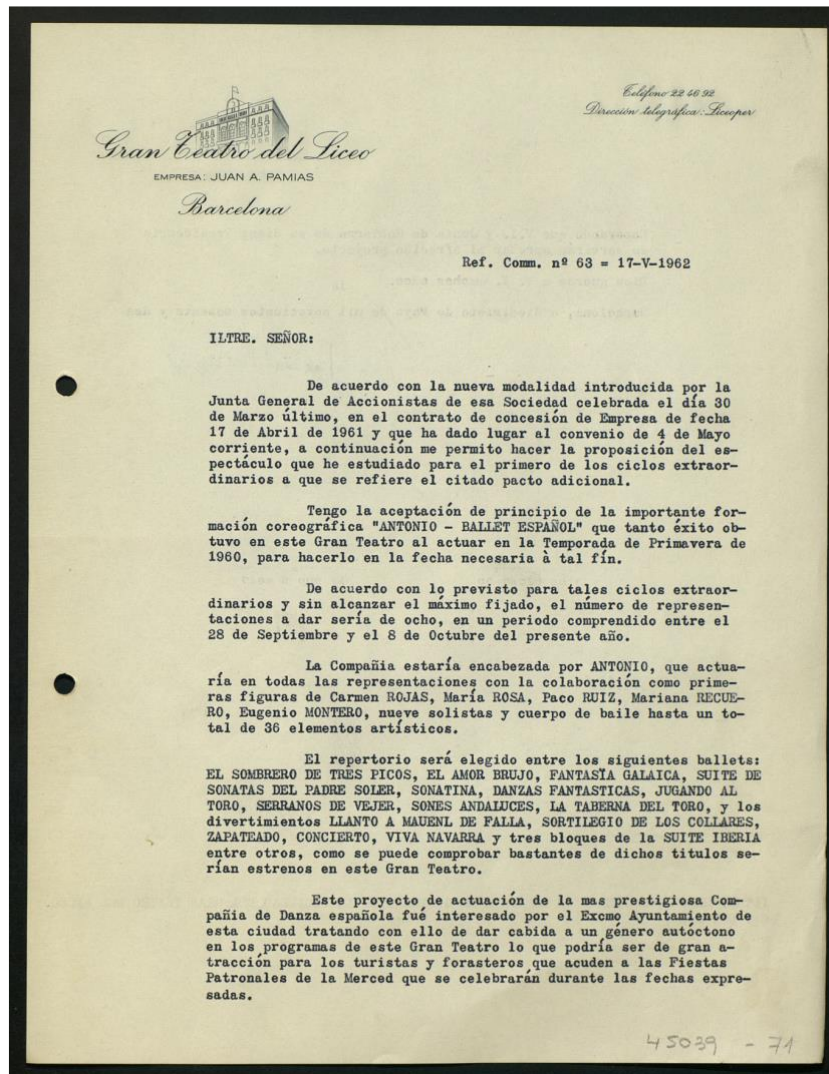 Teléfono 22 46 92
Dirección telegráfica: Liceoper
Gran Teatro del Liceo
EMPRESA: JUAN A. PAMIAS
Barcelona
Ref. Comm. nº 63 = 17-V-1962
ILTRE. SEÑOR:
De acuerdo con la nueva modalidad introducida por la
Junta General de Accionistas de esa Sociedad celebrada el día 30
de Marzo último, en el contrato de concesión de Empresa de fecha
17 de Abril de 1961 y que ha dado lugar al convenio de 4 de Mayo
corriente, a continuación me permito hacer la proposición del es-
pectáculo que he estudiado para el primero de los ciclos extraor-
dinarios a que se refiere el citado pacto adicional.
Tengo la aceptación de principio de la importante for-
mación coreográfica "ANTONIO - BALLET ESPAÑOL" que tanto éxito ob-
tuvo en este Gran Teatro al actuar en la Temporada de Primavera de
1960, para hacerlo en la fecha necesaria à tal fín.
De acuerdo con lo previsto para tales ciclos extraor-
dinarios y sin alcanzar el máximo fijado, el número de represen-
taciones a dar sería de ocho, en un periodo comprendido entre el
28 de Septiembre y el 8 de Octubre del presente año.
La Compañia estaría encabezada por ANTONIO, que actua-
ría en todas las representaciones con la colaboración como prime-
ras figuras de Carmen ROJAS, María ROSA, Paco RUIZ, Mariana RECUE-
RO, Eugenio MONTERO, nueve solistas y cuerpo de baile hasta un to-
tal de 36 elementos artísticos.
El repertorio será elegido entre los siguientes ballets:
EL SOMBRERO DE TRES PICOS, EL AMOR BRUJO, FANTASÏA GALAICA, SUITE DE
SONATAS DEL PADRE SOLER, SONATINA, DANZAS FANTASTICAS, JUGANDO AL
TORO, SERRANOS DE VEJER, SONES ANDALUCES, LA TABERNA DEL TORO, y los
divertimientos LLANTO A MAUENL DE FALLA, SORTILEGIO DE LOS COLLARES,
ZAPATEADO, CONCIERTO, VIVA NAVARRA y tres bloques de la SUITE IBERIA
entre otros, como se puede comprobar bastantes de dichos titulos se-
rían estrenos en este Gran Teatro.
Este proyecto de actuación de la mas prestigiosa Com-
pañia de Danza española fué interesado por el Excmo Ayuntamiento de
esta ciudad tratando con ello de dar cabida a un género autóctono
en los programas de este Gran Teatro lo que podría ser de gran a-
tracción para los turistas y forasteros que acuden a las Fiestas
Patronales de la Merced que se celebrarán durante las fechas expre-
sadas.
45039 - 71